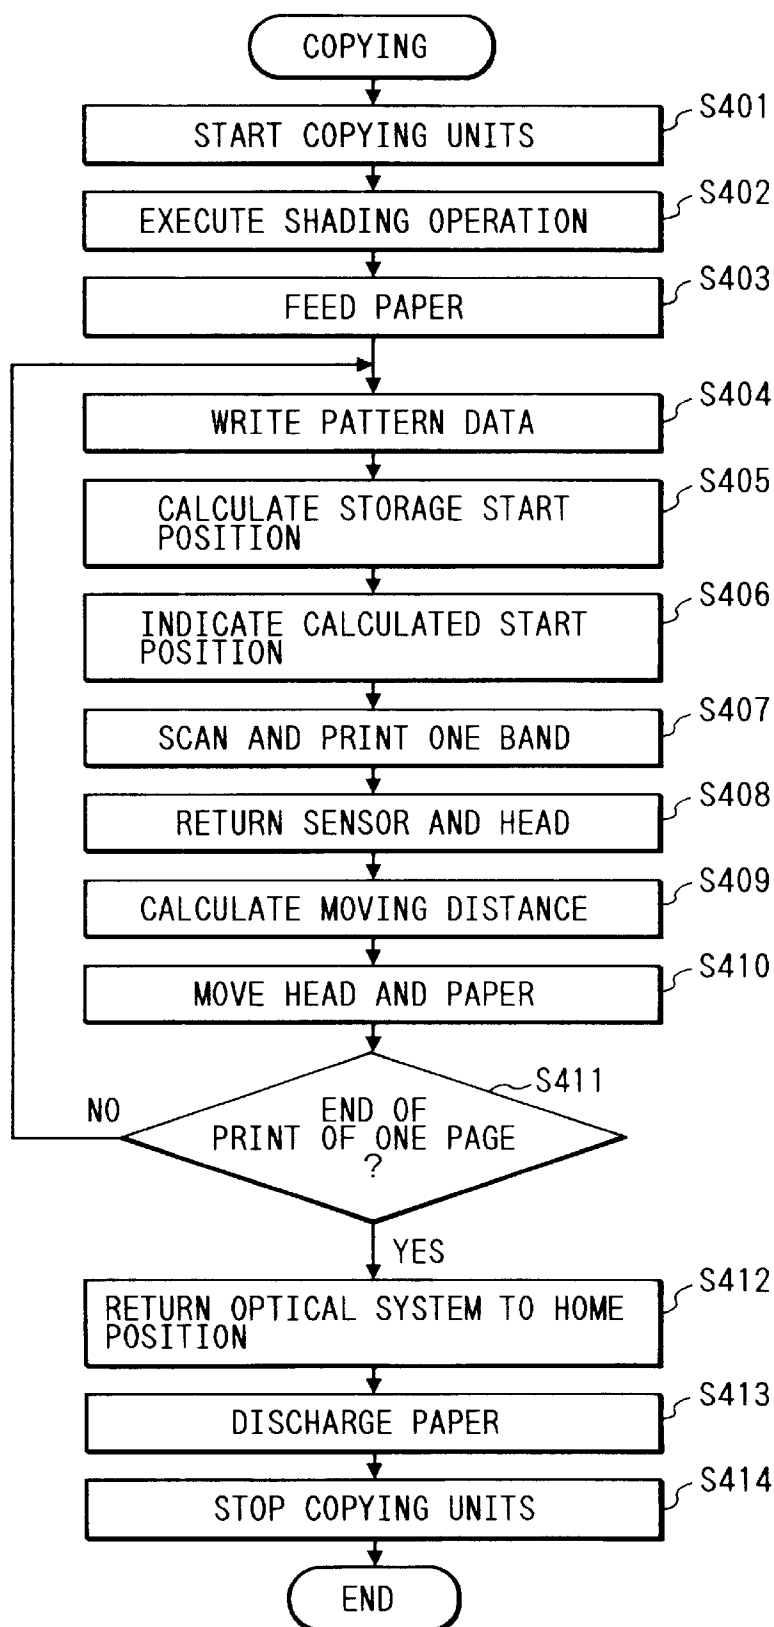 COPYING
S401
START COPYING UNITS
S402
EXECUTE SHADING OPERATION
S403
FEED PAPER
S404
WRITE PATTERN DATA
S405
CALCULATE STORAGE START
POSITION
S406
INDICATE CALCULATED START
POSITION
S407
SCAN AND PRINT ONE BAND
S408
RETURN SENSOR AND HEAD
S409
CALCULATE MOVING DISTANCE
S410
MOVE HEAD AND PAPER
S411
NO
END OF
PRINT OF ONE PAGE
?
YES
S412
RETURN OPTICAL SYSTEM TO HOME
POSITION
S413
DISCHARGE PAPER
S414
STOP COPYING UNITS
END